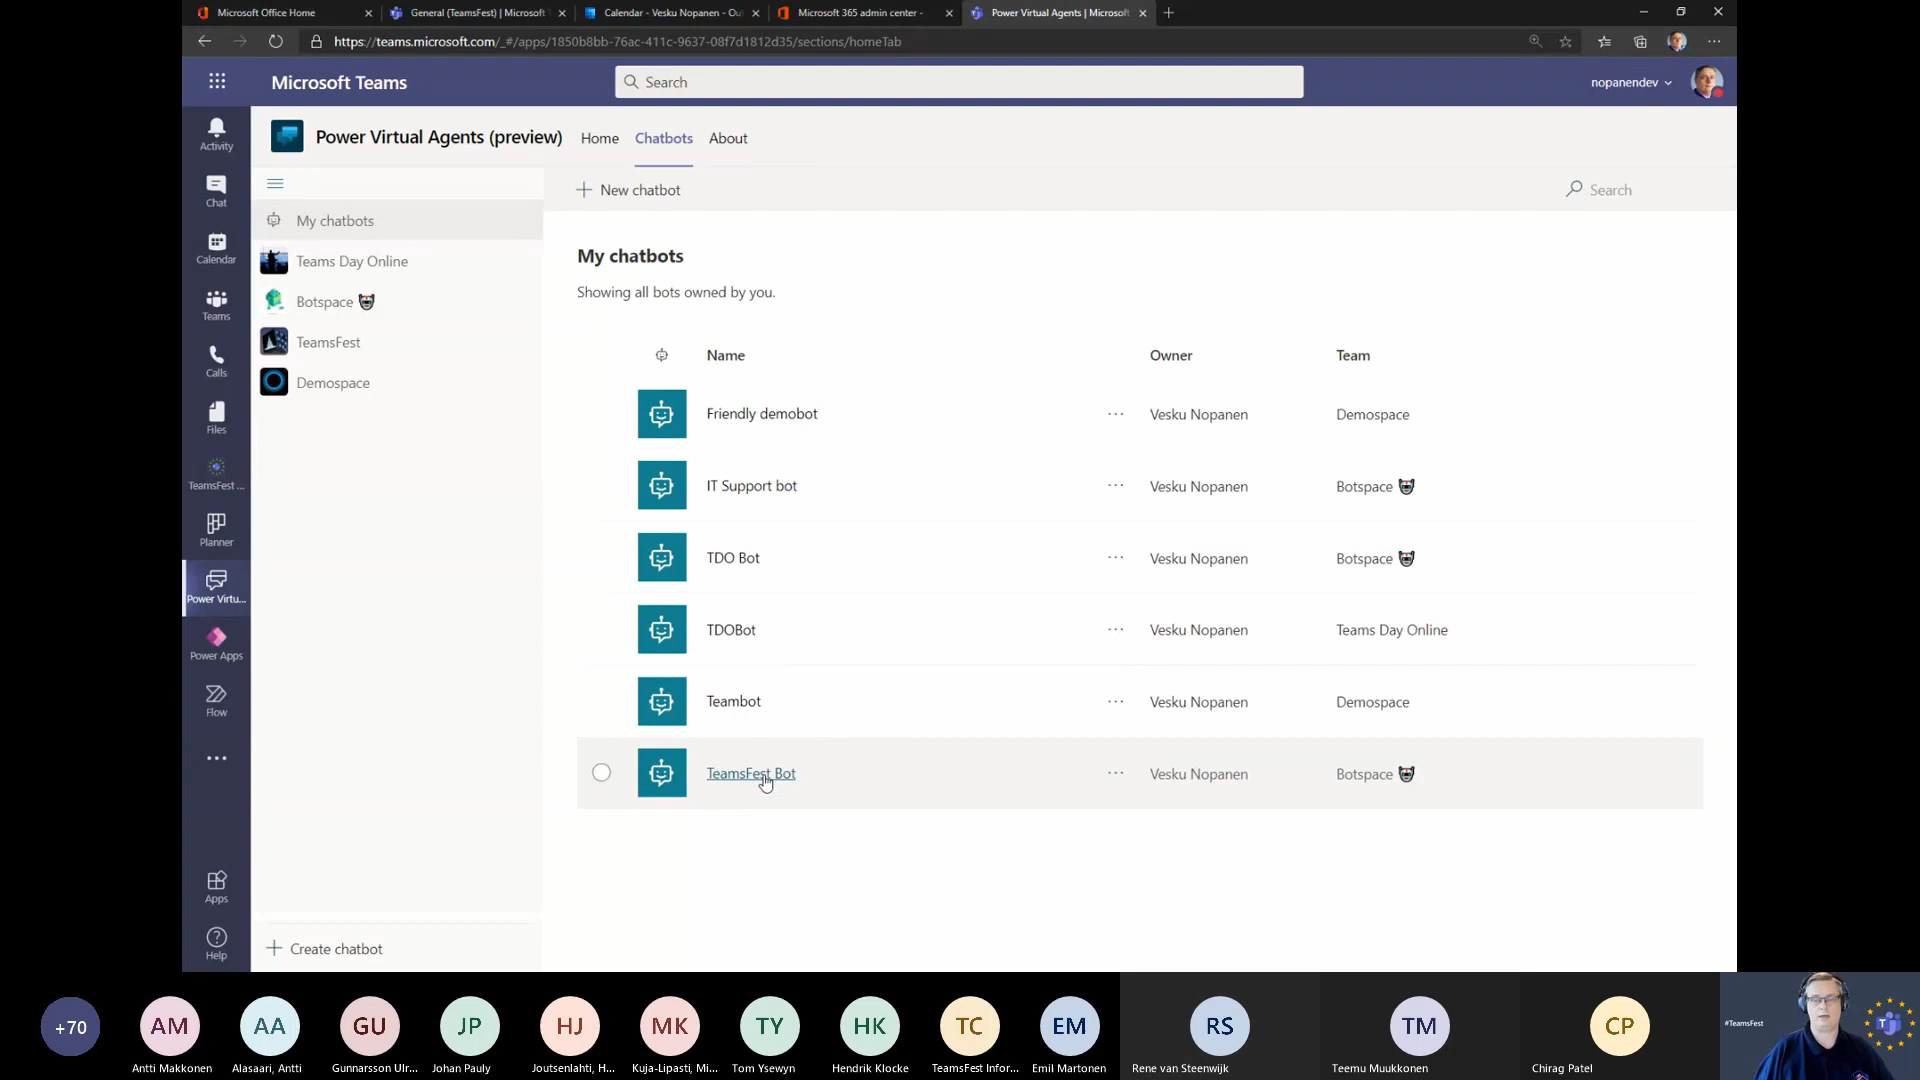 Microsoft Office Home
General (TeamsFest) | Microsoft
Calendar - Vesku Nopanen - Ou
Microsoft 365 admin center -
Power Virtual Agents | Microsoft
https://teams.microsoft.com/_#/apps/1850b8bb-76ac-411c-9637-08f7d1812d35/sections/homeTab
Microsoft Teams
Search
nopanendev
Power Virtual Agents (preview)
Home
Chatbots
About
Activity
Chat
Calendar
Teams
Calls
Files
TeamsFest ...
Planner
Power Virtu...
Power Apps
Flow
Apps
Help
My chatbots
Teams Day Online
Botspace
TeamsFest
Demospace
Create chatbot
New chatbot
Search
My chatbots
Showing all bots owned by you.
Name Owner Team
Friendly demobot Vesku Nopanen Demospace
IT Support bot Vesku Nopanen Botspace
TDO Bot Vesku Nopanen Botspace
TDOBot Vesku Nopanen Teams Day Online
Teambot Vesku Nopanen Demospace
TeamsFest Bot Vesku Nopanen Botspace
+70
AM
AA
GU
JP
HJ
MK
TY
HK
TC
EM
RS
TM
CP
Antti Makkonen
Alasaari, Antti
Gunnarsson Ulr...
Johan Pauly
Joutsenlahti, H...
Kuja-Lipasti, Mi...
Tom Ysewyn
Hendrik Klocke
TeamsFest Infor...
Emil Martonen
Rene van Steenwijk
Teemu Muukkonen
Chirag Patel
#TeamsFest